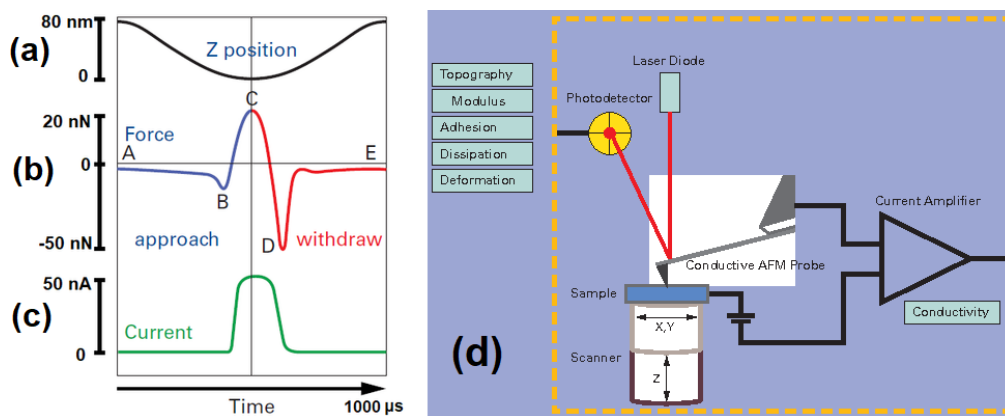 (a)
80 nm
0
Z position
C
(b)
20 nN
0
-50 nN
Force
A
E
B
D
approach
withdraw
(c)
50 nA
0
Current
Time
1000 µs
(d)
Topography
Modulus
Adhesion
Dissipation
Deformation
Laser Diode
Photodetector
Current Amplifier
Conductive AFM Probe
Sample
X,Y
Conductivity
Scanner
Z